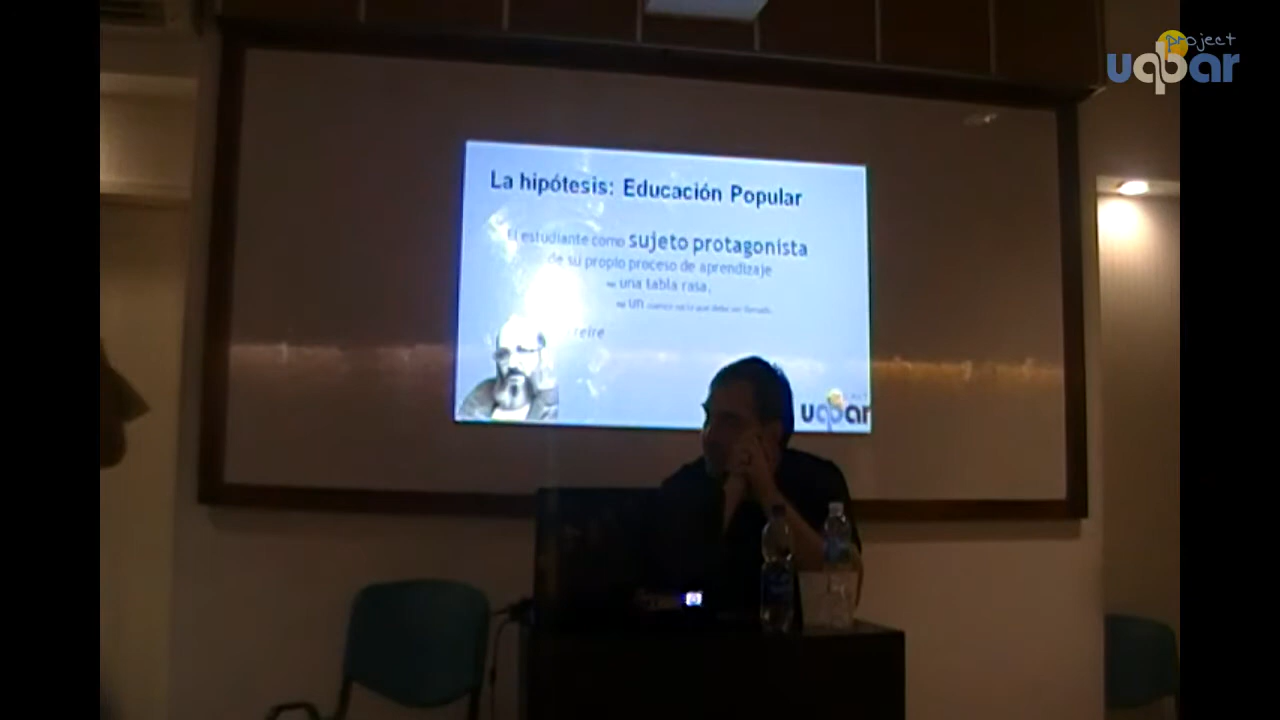 project
uqbar
La hipótesis: Educación Popular
El estudiante como sujeto protagonista
de su propio proceso de aprendizaje
una tabla rasa,
un
reire
uqbar